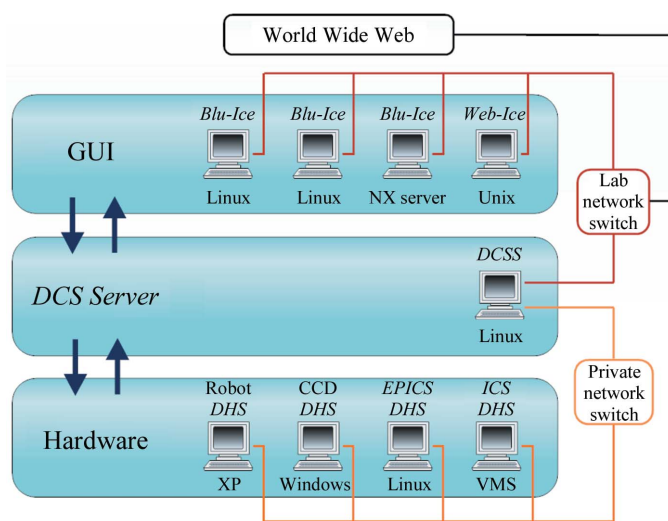 World Wide Web
Blu-Ice Blu-Ice Blu-Ice Web-Ice
GUI
Linux Linux NX server Unix
Lab
network
switch
DCSS
DCS Server
Linux
Private
network
switch
Robot CCD EPICS ICS
DHS DHS DHS DHS
Hardware
XP Windows Linux VMS